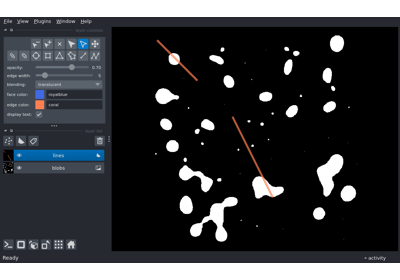 File View Plugins Window Help
opacity: 0.75
edge width: 5
blending: translucent
face color: royalblue
edge color: coral
display text: ✓
lines
blobs
Ready
activity